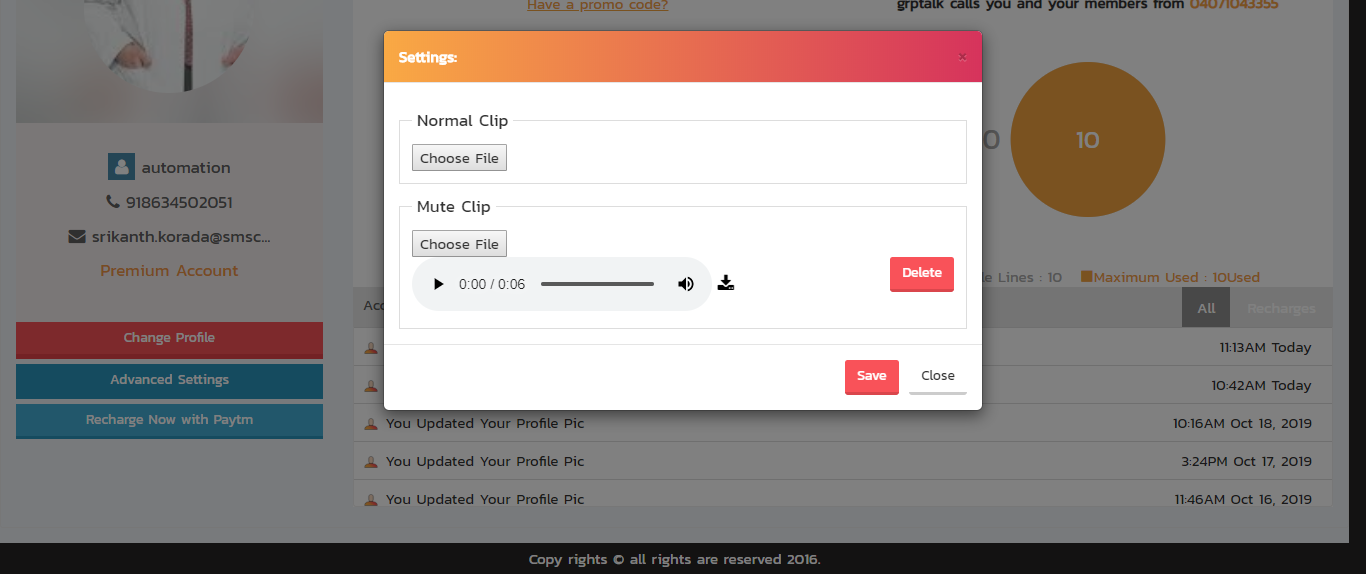 Have a promo code?
grptalk calls you and your members from 04071043355
Settings:
×
Normal Clip
Choose File
0
10
Mute Clip
Choose File
0:00 / 0:06
Delete
automation
918634502051
srikanth.korada@smsc...
Premium Account
Change Profile
Advanced Settings
Recharge Now with Paytm
Lines : 10
Maximum Used : 10Used
All
Recharges
11:13AM Today
10:42AM Today
Save
Close
You Updated Your Profile Pic
10:16AM Oct 18, 2019
You Updated Your Profile Pic
3:24PM Oct 17, 2019
You Updated Your Profile Pic
11:46AM Oct 16, 2019
Copy rights © all rights are reserved 2016.